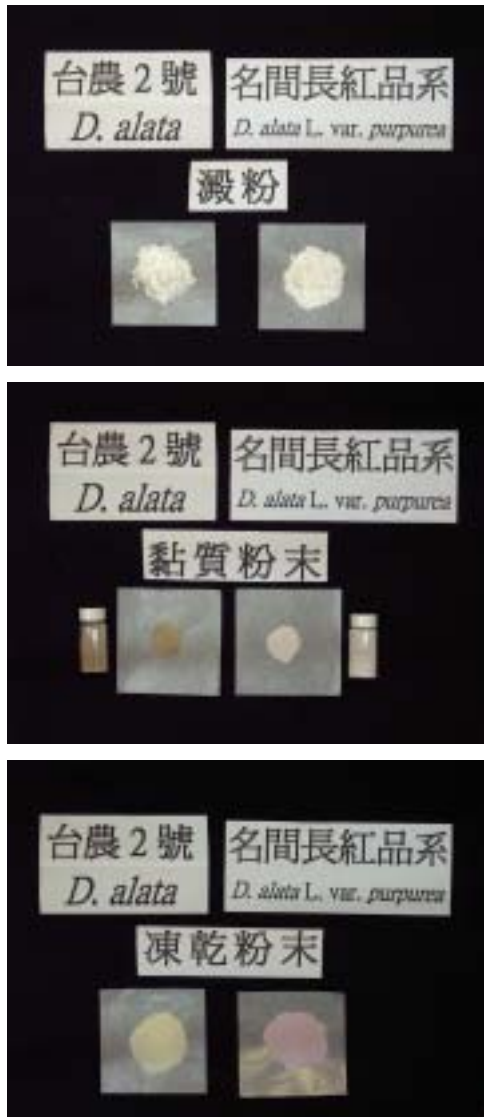 台農2號
D. alata
名間長紅品系
D. alata L. var. purpurea
澱粉
台農2號
D. alata
名間長紅品系
D. alata L. var. purpurea
黏質粉末
台農2號
D. alata
名間長紅品系
D. alata L. var. purpurea
凍乾粉末